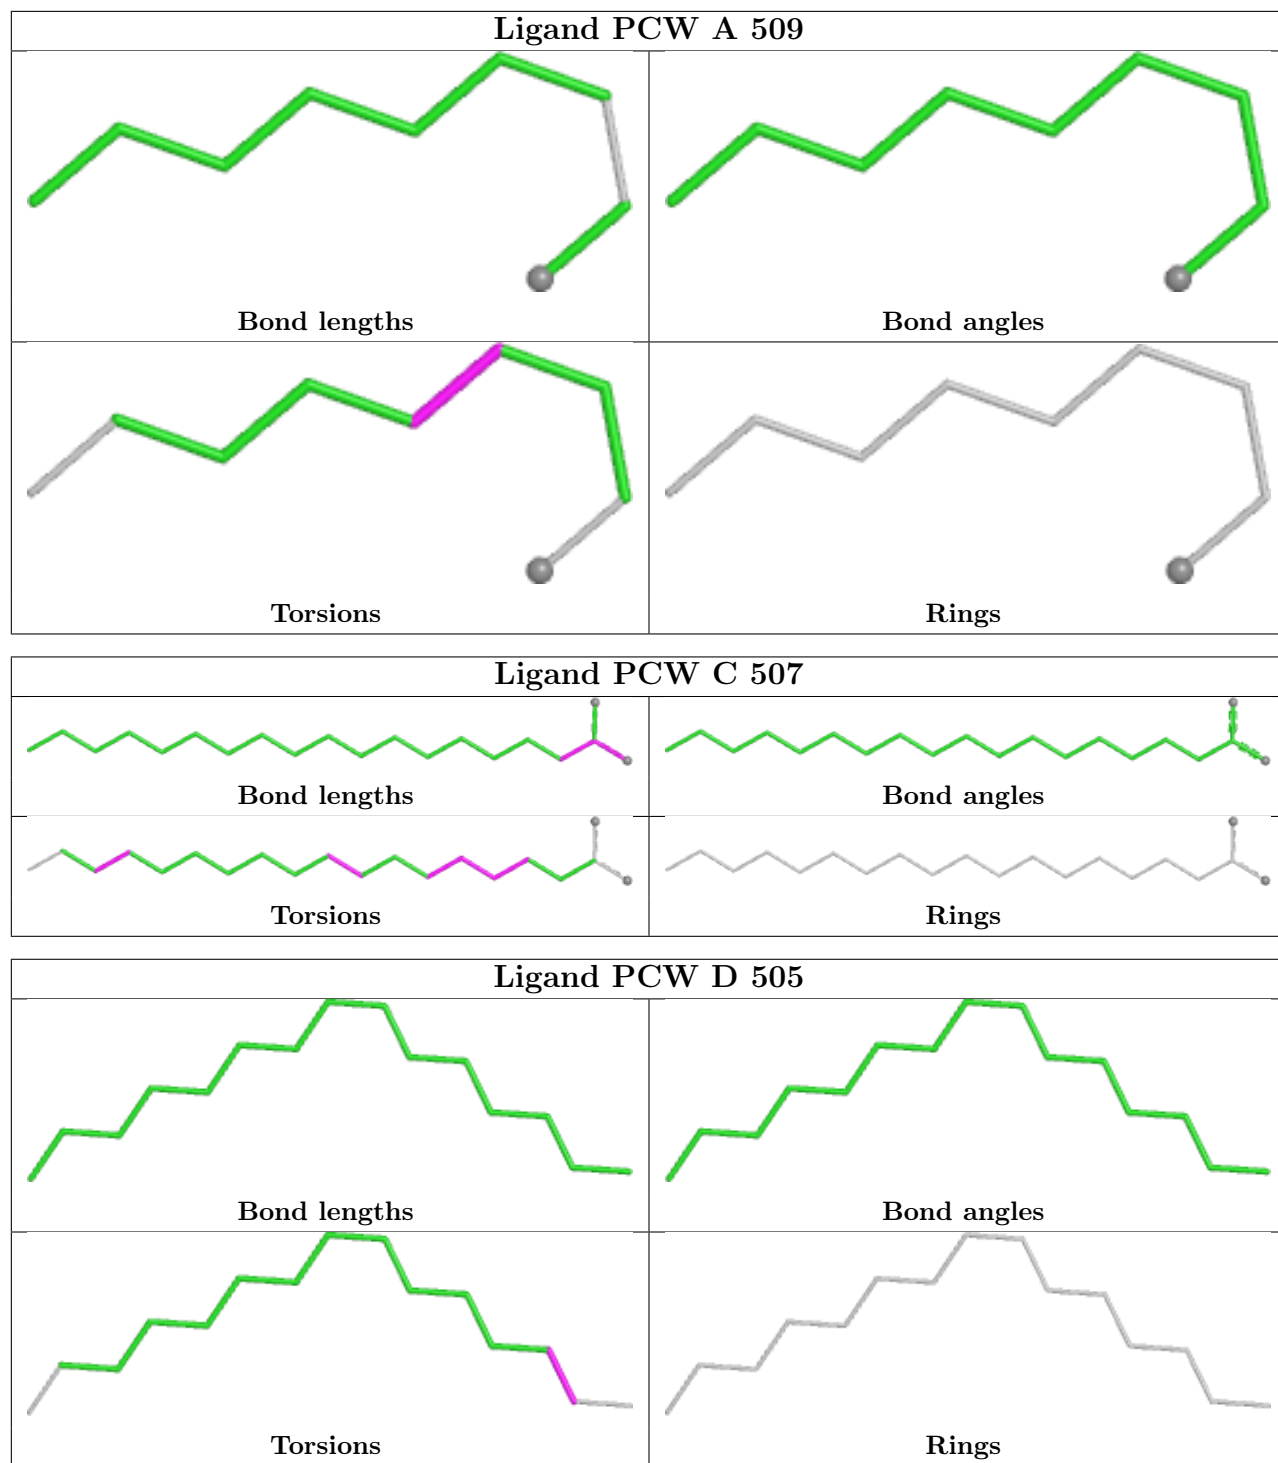 Ligand PCW A 509
Bond lengths
Bond angles
Torsions
Rings
Ligand PCW C 507
Bond lengths
Bond angles
Torsions
Rings
Ligand PCW D 505
Bond lengths
Bond angles
Torsions
Rings